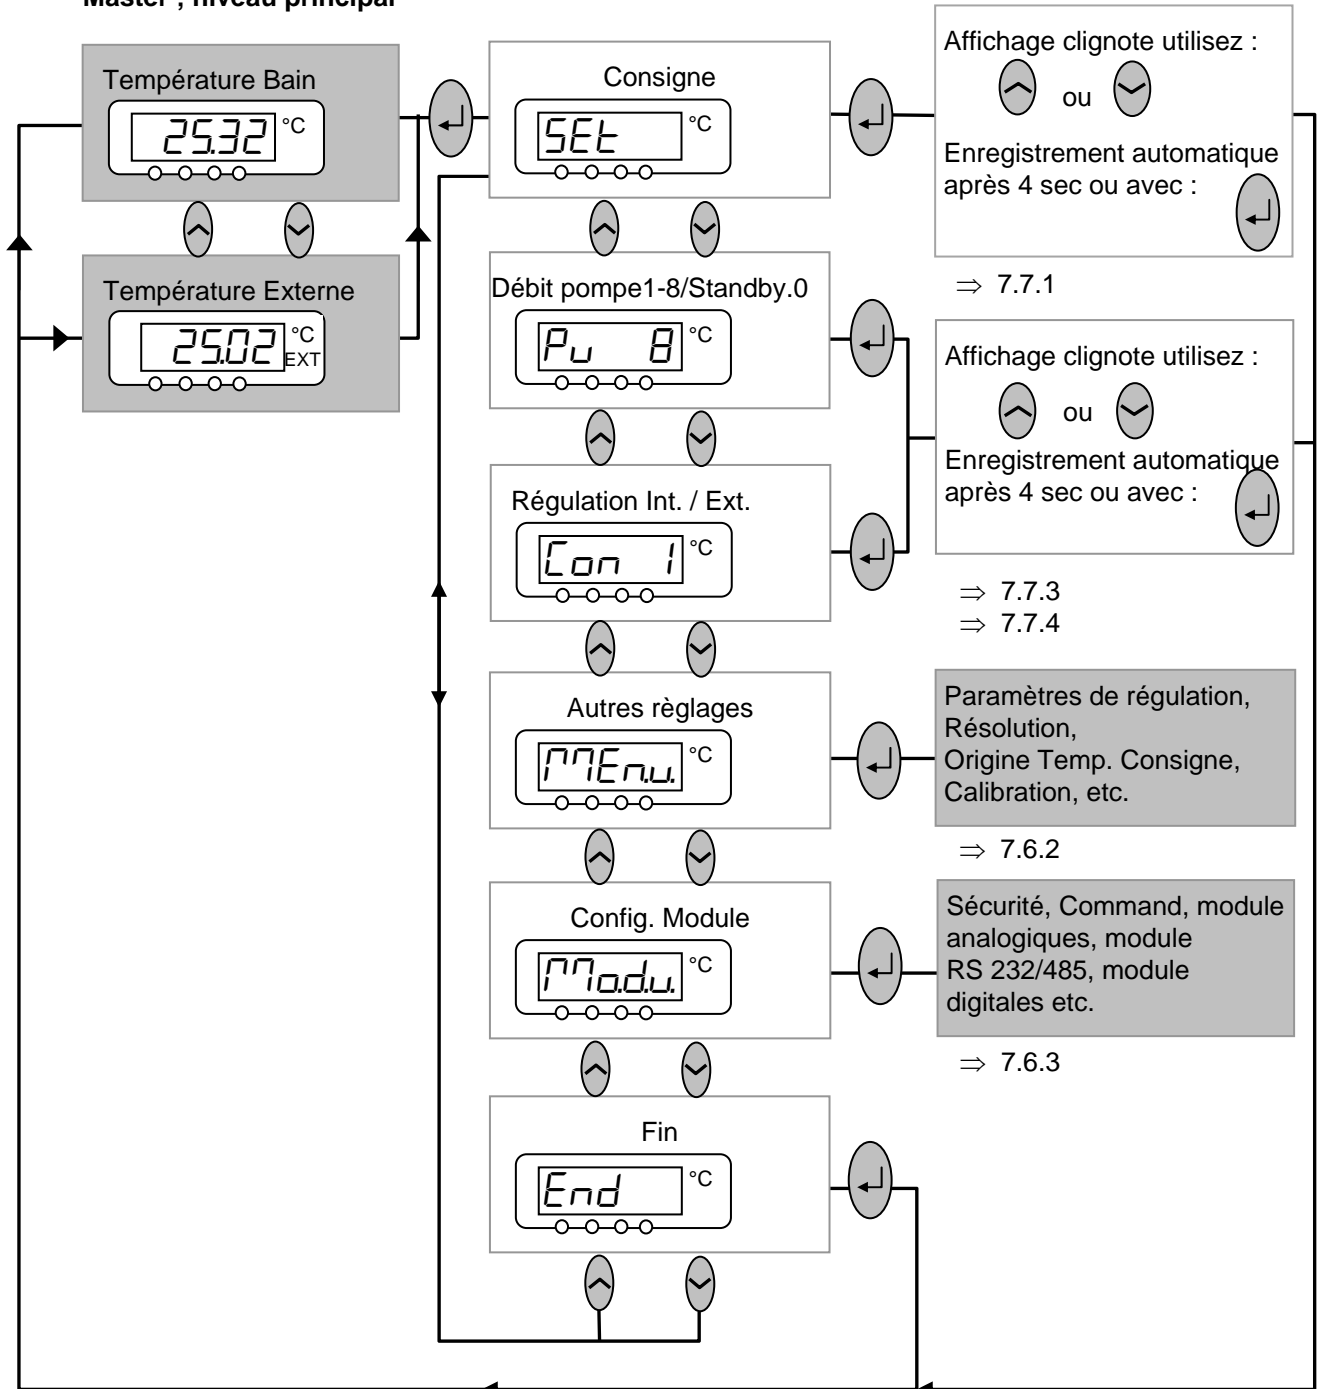 Master , niveau principal
Température Bain
25.32 °C
Température Externe
25.02 °C
EXT
Consigne
SEt °C
Débit pompe1-8/Standby.0
Pu 8 °C
Régulation Int. / Ext.
Con 1 °C
Autres règlages
MEn.u. °C
Config. Module
Mo.d.u. °C
Fin
End °C
Affichage clignote utilisez :
ou
Enregistrement automatique
après 4 sec ou avec :
⇒ 7.7.1
Affichage clignote utilisez :
ou
Enregistrement automatique
après 4 sec ou avec :
⇒ 7.7.3
⇒ 7.7.4
Paramètres de régulation,
Résolution,
Origine Temp. Consigne,
Calibration, etc.
⇒ 7.6.2
Sécurité, Command, module
analogiques, module
RS 232/485, module
digitales etc.
⇒ 7.6.3